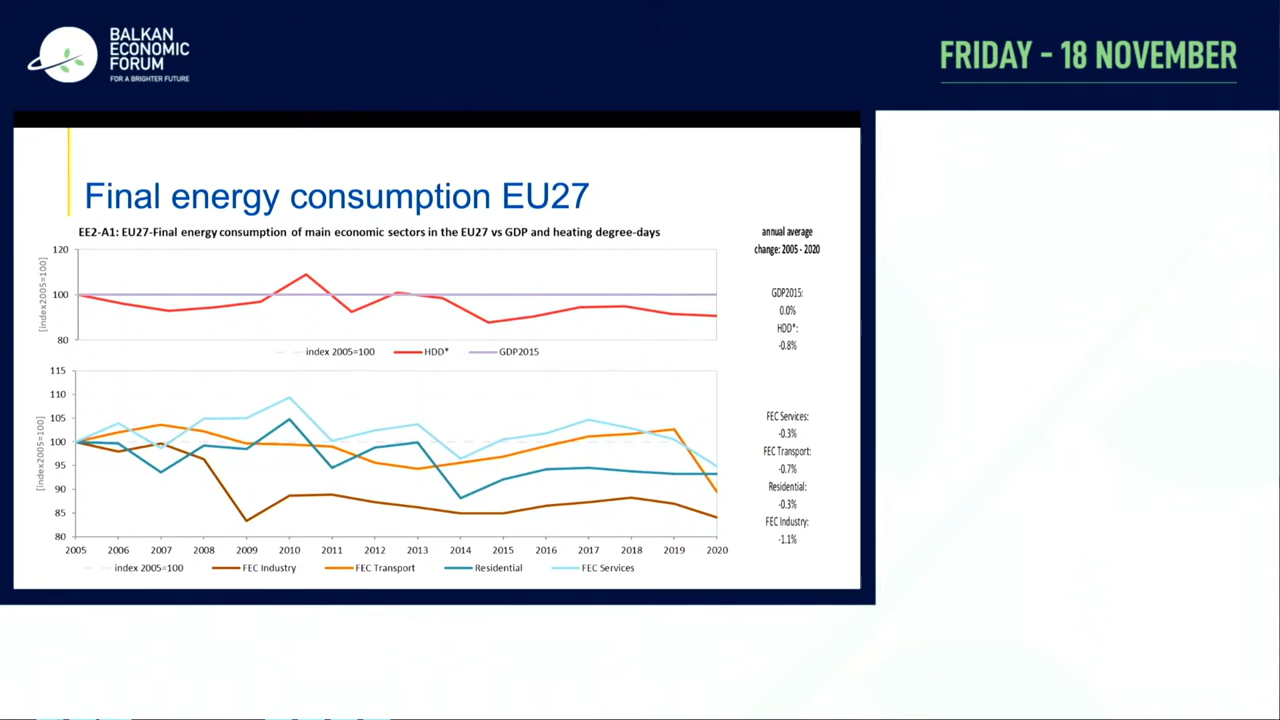 BALKAN
ECONOMIC
FORUM
FOR A BRIGHTER FUTURE
FRIDAY - 18 NOVEMBER
Final energy consumption EU27
EE2-A1: EU27-Final energy consumption of main economic sectors in the EU27 vs GDP and heating degree-days
annual average
change: 2005 - 2020
120
100
80
[index2005=100]
index 2005=100
HDD*
GDP2015
GDP2015:
0.0%
HDD*:
-0.8%
115
110
105
100
95
90
85
80
[index2005=100]
2005 2006 2007 2008 2009 2010 2011 2012 2013 2014 2015 2016 2017 2018 2019 2020
index 2005=100
FEC Industry
FEC Transport
Residential
FEC Services
FEC Services:
-0.3%
FEC Transport:
-0.7%
Residential:
-0.3%
FEC Industry:
-1.1%